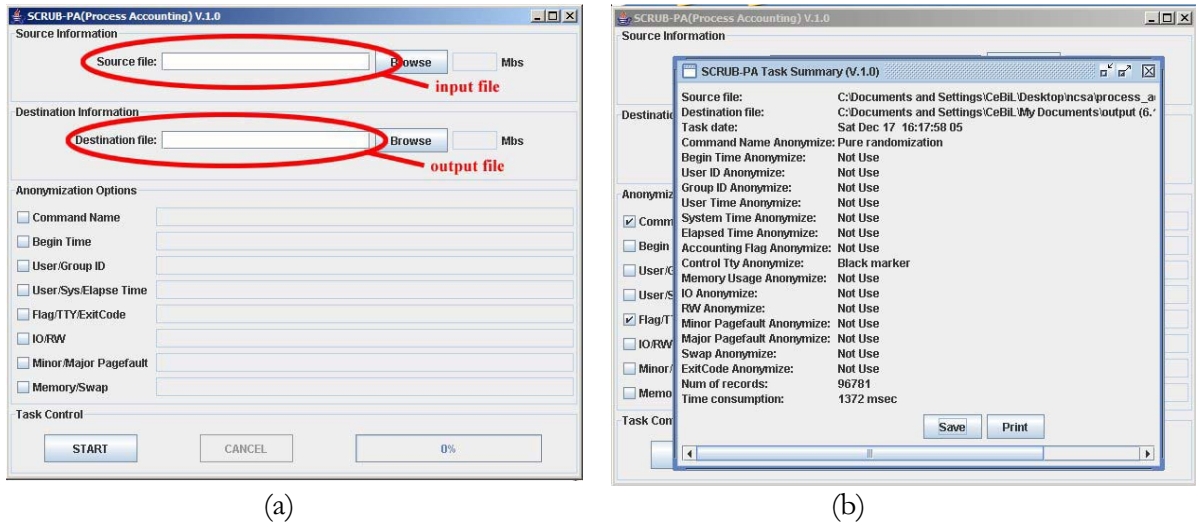 SCRUB-PA(Process Accounting) V.1.0
Source Information
Source file:
Browse
Mbs
input file
Destination Information
Destination file:
Browse
Mbs
output file
Anonymization Options
Command Name
Begin Time
User/Group ID
User/Sys/Elapse Time
Flag/TTY/ExitCode
IO/RW
Minor/Major Pagefault
Memory/Swap
Task Control
START
CANCEL
0%
(a)
SCRUB-PA(Process Accounting) V.1.0
Source Information
Destinatio
Anonymiz
Comm
Begin
User/G
User/S
Flag/T
IO/RW
Minor/
Memo
Task Con
SCRUB-PA Task Summary (V.1.0)
Source file: C:\Documents and Settings\CeBiL\Desktop\ncsa\process_a
Destination file: C:\Documents and Settings\CeBiL\My Documents\output (6.
Task date: Sat Dec 17 16:17:58 05
Command Name Anonymize: Pure randomization
Begin Time Anonymize: Not Use
User ID Anonymize: Not Use
Group ID Anonymize: Not Use
User Time Anonymize: Not Use
System Time Anonymize: Not Use
Elapsed Time Anonymize: Not Use
Accounting Flag Anonymize: Not Use
Control Tty Anonymize: Black marker
Memory Usage Anonymize: Not Use
IO Anonymize: Not Use
RW Anonymize: Not Use
Minor Pagefault Anonymize: Not Use
Major Pagefault Anonymize: Not Use
Swap Anonymize: Not Use
ExitCode Anonymize: Not Use
Num of records: 96781
Time consumption: 1372 msec
Save
Print
(b)